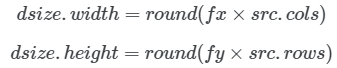 dsize.width = round(fx × src.cols)
dsize.height = round(fy × src.rows)